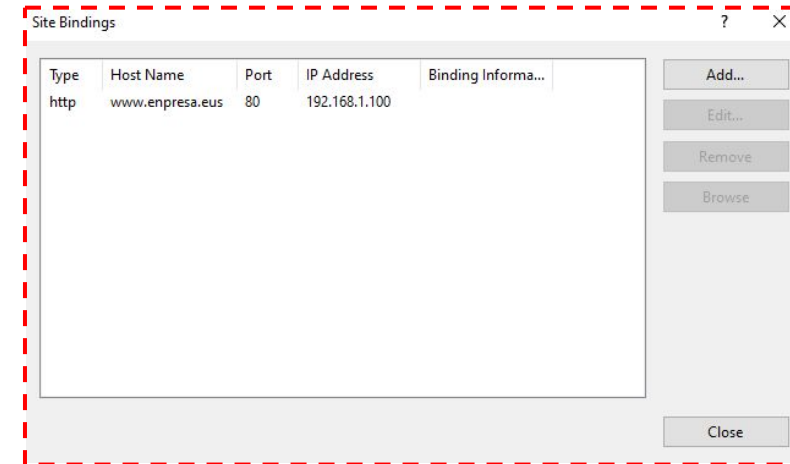 Site Bindings ? ×
Type Host Name Port IP Address Binding Informa...
http www.enpresa.eus 80 192.168.1.100
Add...
Edit...
Remove
Browse
Close